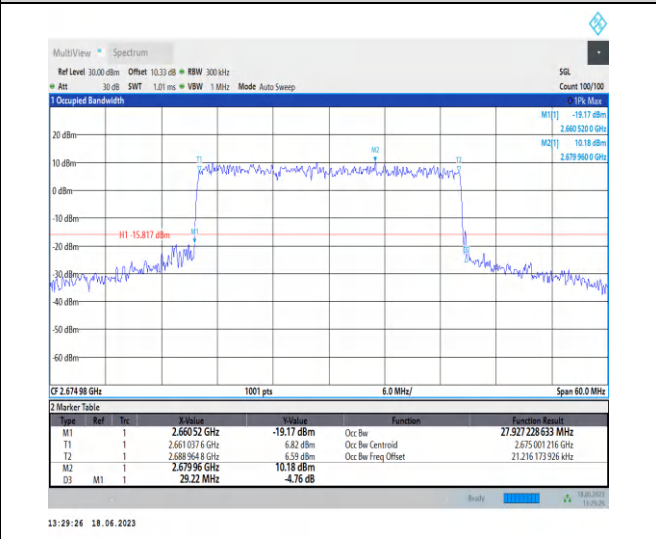 MultiView
Spectrum
Ref Level 30.00 dBm Offset 10.33 dB RBW 300 kHz SGL
Att 30 dB SWT 1.01 ms VBW 1 MHz Mode Auto Sweep Count 100/100
1 Occupied Bandwidth 1Pk Max
M1[1] -19.17 dBm
2.660 520 0 GHz
M2[1] 10.18 dBm
2.679 960 0 GHz
20 dBm
M2
T1 T2
10 dBm
0 dBm
-10 dBm
H1 -15.817 dBm M1
-20 dBm
-30 dBm
-40 dBm
-50 dBm
-60 dBm
CF 2.674 98 GHz 1001 pts 6.0 MHz/ Span 60.0 MHz
2 Marker Table
Type Ref Trc X-Value Y-Value Function Function Result
M1 1 2.660 52 GHz -19.17 dBm Occ Bw 27.927 228 633 MHz
T1 1 2.661 037 6 GHz 6.82 dBm Occ Bw Centroid 2.675 001 216 GHz
T2 1 2.688 964 8 GHz 6.59 dBm Occ Bw Freq Offset 21.216 173 926 kHz
M2 1 2.679 96 GHz 10.18 dBm
D3 M1 1 29.22 MHz -4.76 dB
Ready 18.06.2023
13:29:26
13:29:26 18.06.2023